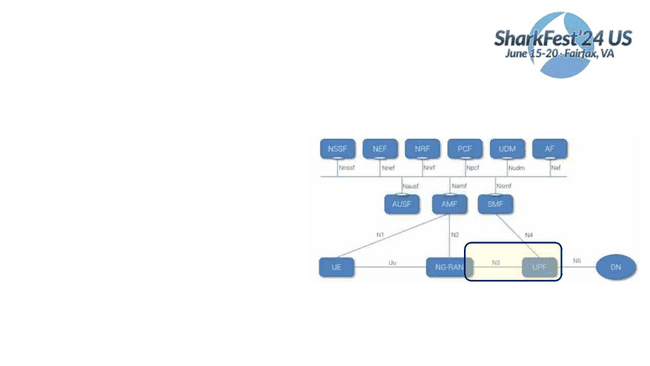 SharkFest'24 US
June 15-20 · Fairfax, VA
NSSF NEF NRF PCF UDM AF
Nnssf Nnef Nnrf Npcf Nudm Naf
Nausf Namf Nsmf
AUSF AMF SMF
N1 N2 N4
UE Uu NG-RAN N3 UPF N6 DN